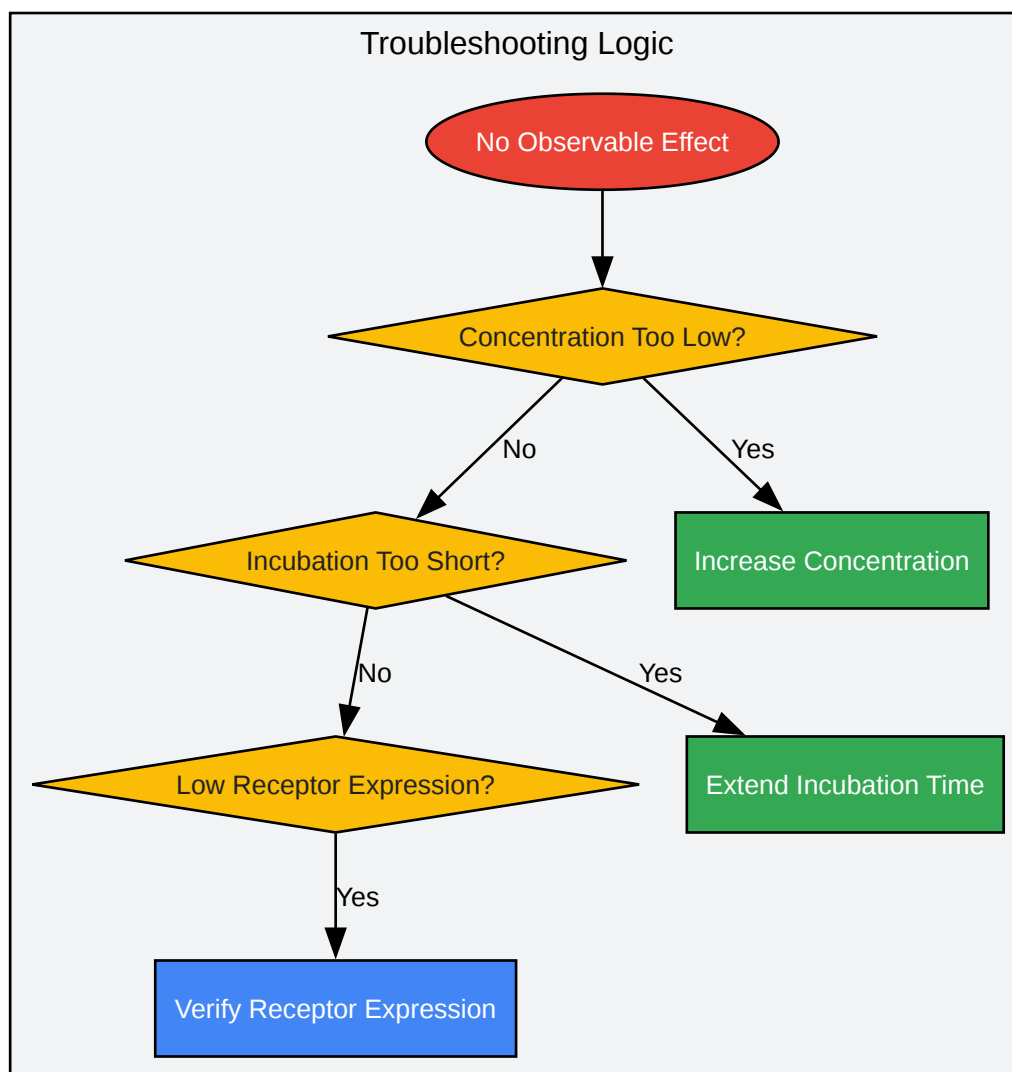 Troubleshooting Logic
No Observable Effect
Concentration Too Low?
No
Yes
Incubation Too Short?
Increase Concentration
No
Yes
Low Receptor Expression?
Extend Incubation Time
Yes
Verify Receptor Expression